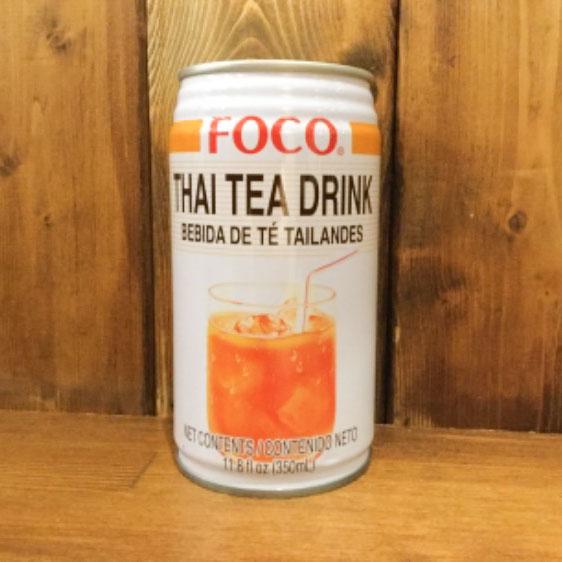 FOCO®
THAI TEA DRINK
BEBIDA DE TÉ TAILANDES
NET CONTENTS / CONTENIDO NETO
11.8 fl oz (350mL)